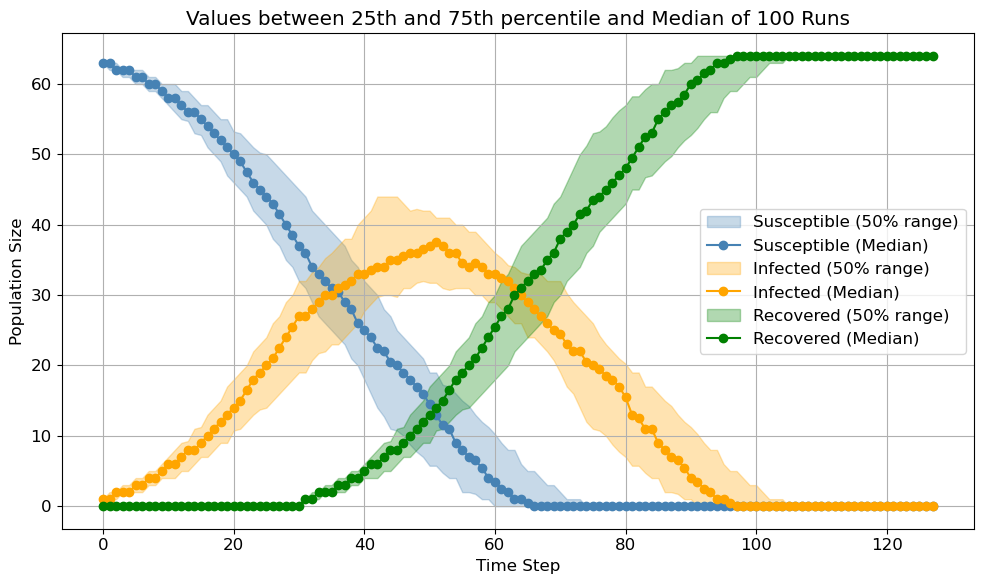 Values between 25th and 75th percentile and Median of 100 Runs
Population Size
60
50
40
30
20
10
0
Susceptible (50% range)
Susceptible (Median)
Infected (50% range)
Infected (Median)
Recovered (50% range)
Recovered (Median)
0 20 40 60 80 100 120
Time Step